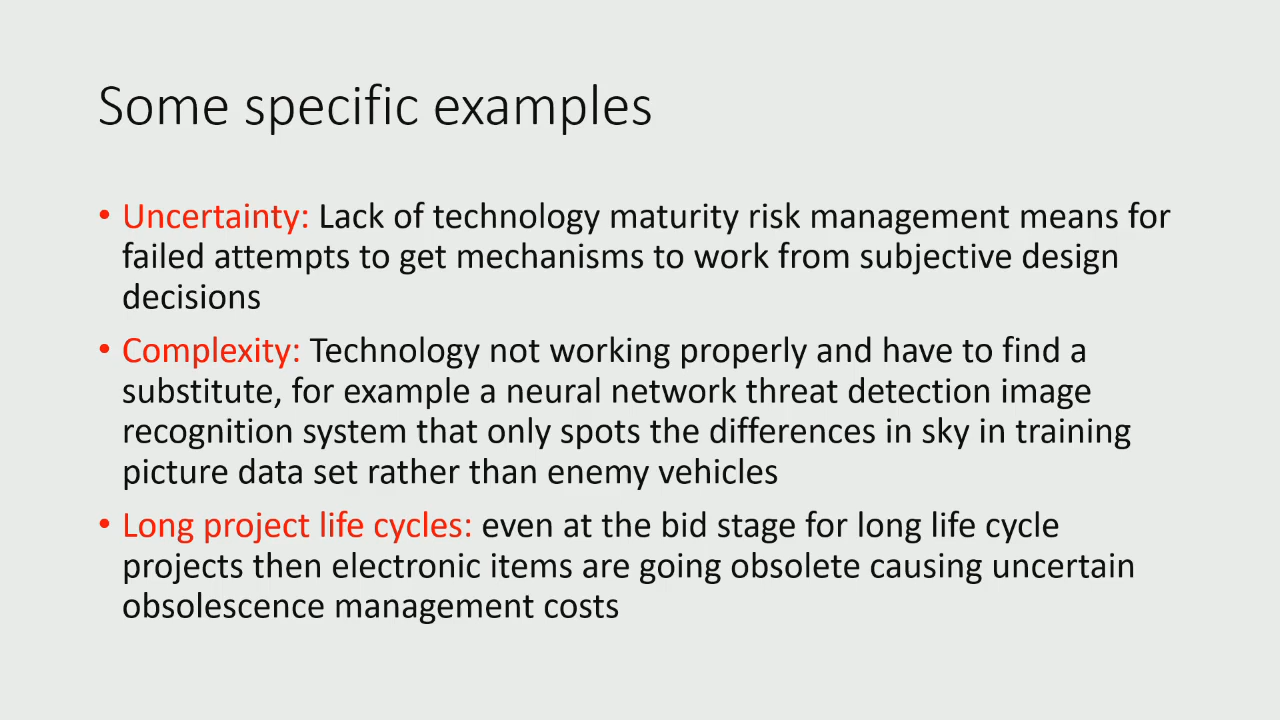 Some specific examples
• Uncertainty: Lack of technology maturity risk management means for
failed attempts to get mechanisms to work from subjective design
decisions
• Complexity: Technology not working properly and have to find a
substitute, for example a neural network threat detection image
recognition system that only spots the differences in sky in training
picture data set rather than enemy vehicles
• Long project life cycles: even at the bid stage for long life cycle
projects then electronic items are going obsolete causing uncertain
obsolescence management costs